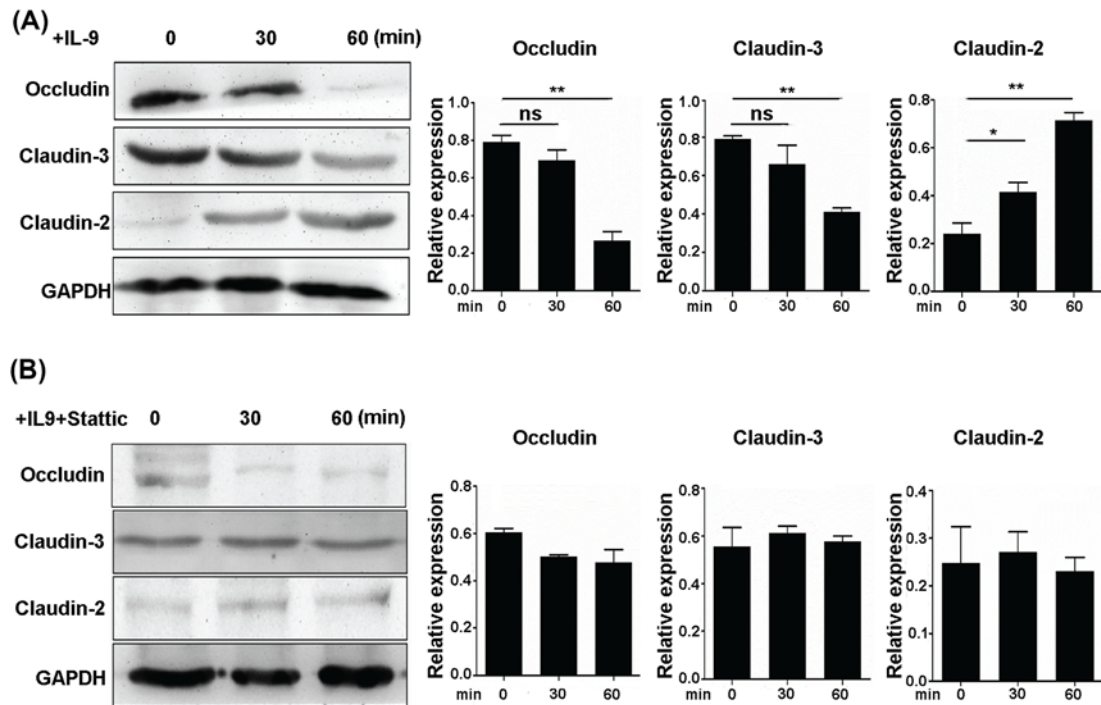 (A)
+IL-9 0 30 60 (min)
Occludin
Claudin-3
Claudin-2
GAPDH
Occludin
Relative expression
1.0
0.8
0.6
0.4
0.2
0.0
**
ns
min 0 30 60
Claudin-3
Relative expression
1.0
0.8
0.6
0.4
0.2
0.0
**
ns
min 0 30 60
Claudin-2
Relative expression
0.8
0.6
0.4
0.2
0.0
**
*
min 0 30 60
(B)
+IL9+Stattic 0 30 60 (min)
Occludin
Claudin-3
Claudin-2
GAPDH
Occludin
Relative expression
0.8
0.6
0.4
0.2
0.0
min 0 30 60
Claudin-3
Relative expression
0.8
0.6
0.4
0.6
0.0
min 0 30 60
Claudin-2
Relative expression
0.4
0.3
0.2
0.1
0.0
min 0 30 60